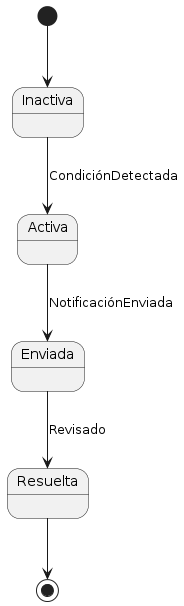 Inactiva
CondiciónDetectada
Activa
NotificaciónEnviada
Enviada
Revisado
Resuelta